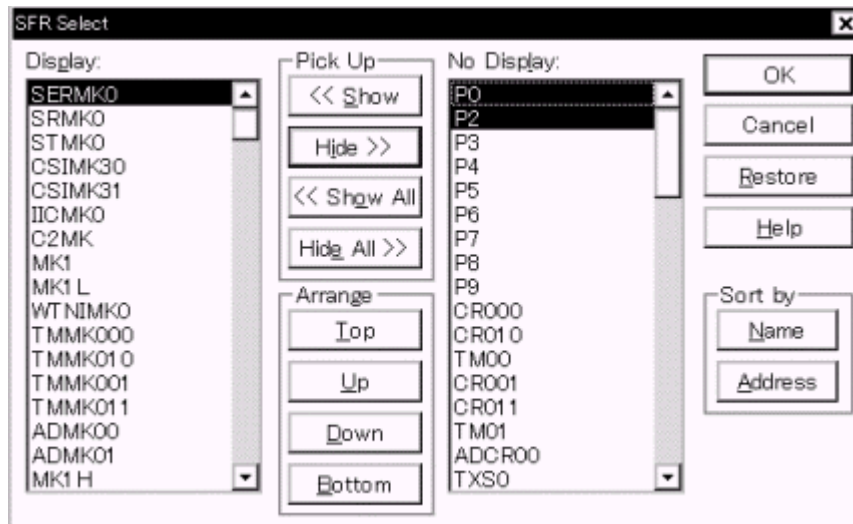 SFR Select
Display:
SERMK0
SRMK0
STMK0
CSIMK30
CSIMK31
IICMK0
C2MK
MK1
MK1L
WTNIMK0
TMMK000
TMMK010
TMMK001
TMMK011
ADMK00
ADMK01
MK1H
Pick Up
<< Show
Hide >>
<< Show All
Hide All >>
Arrange
Top
Up
Down
Bottom
No Display:
P0
P2
P3
P4
P5
P6
P7
P8
P9
CR000
CR010
TM00
CR001
CR011
TM01
ADCR00
TXS0
OK
Cancel
Restore
Help
Sort by
Name
Address